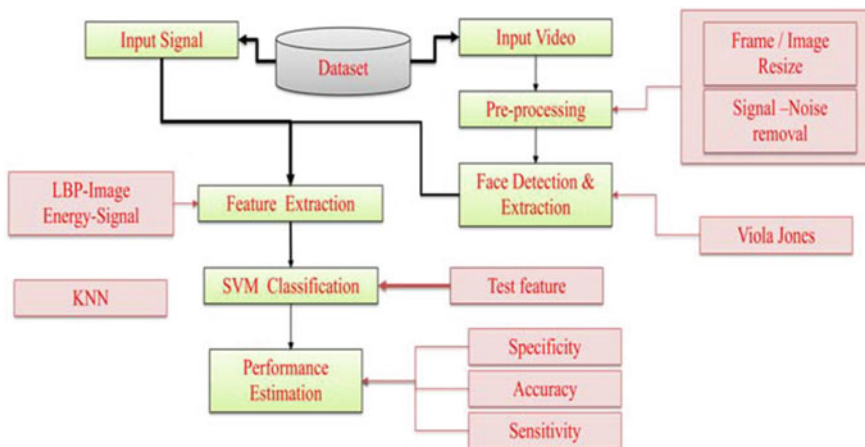 Input Signal
Dataset
Input Video
Frame / Image
Resize
Pre-processing
Signal –Noise
removal
LBP-Image
Energy-Signal
Feature Extraction
Face Detection &
Extraction
Viola Jones
KNN
SVM Classification
Test feature
Performance
Estimation
Specificity
Accuracy
Sensitivity